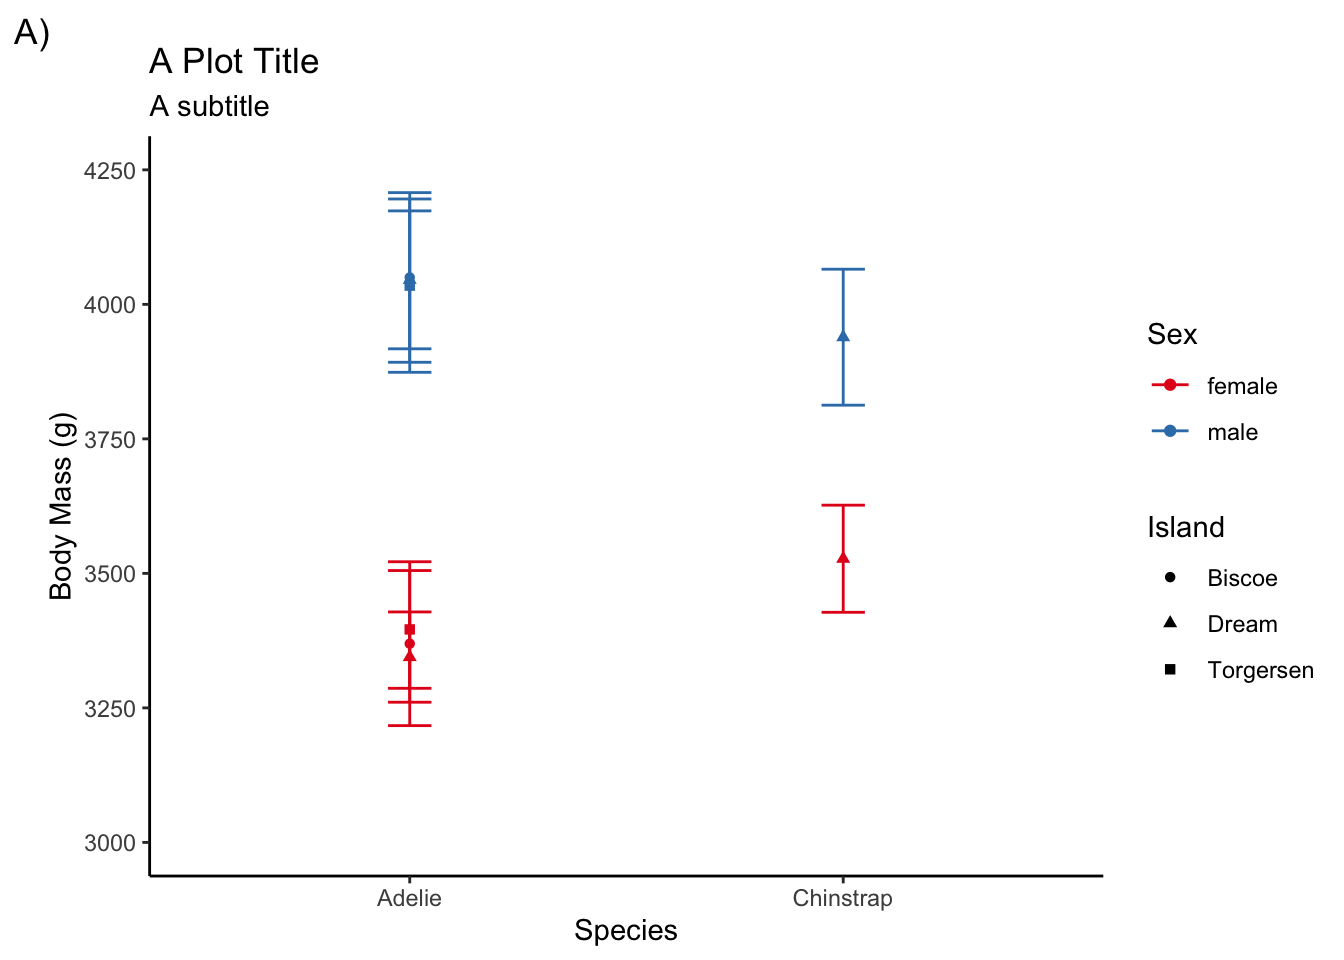 A)
A Plot Title
A subtitle
4250
4000
3750
3500
3250
3000
Body Mass (g)
Adelie
Chinstrap
Species
Sex
female
male
Island
Biscoe
Dream
Torgersen